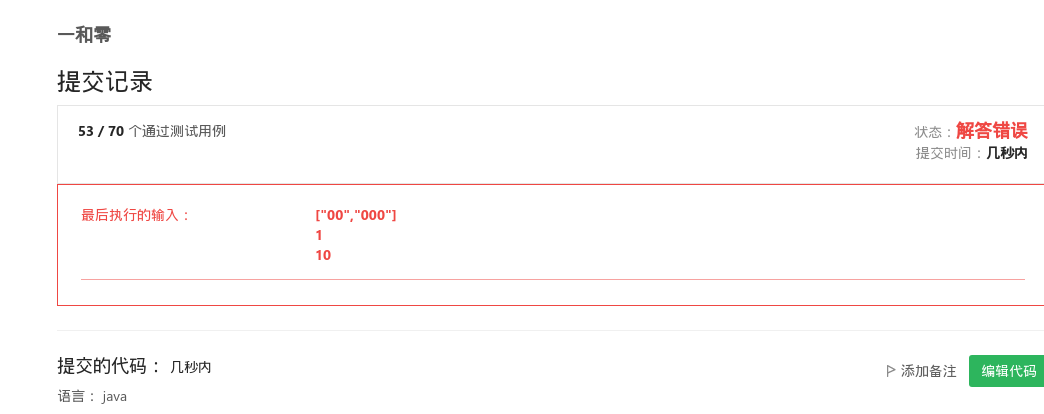 一和零
提交记录
53 / 70 个通过测试用例
状态：解答错误
提交时间：几秒内
最后执行的输入：
["00","000"]
1
10
提交的代码： 几秒内
添加备注
编辑代码
语言： java